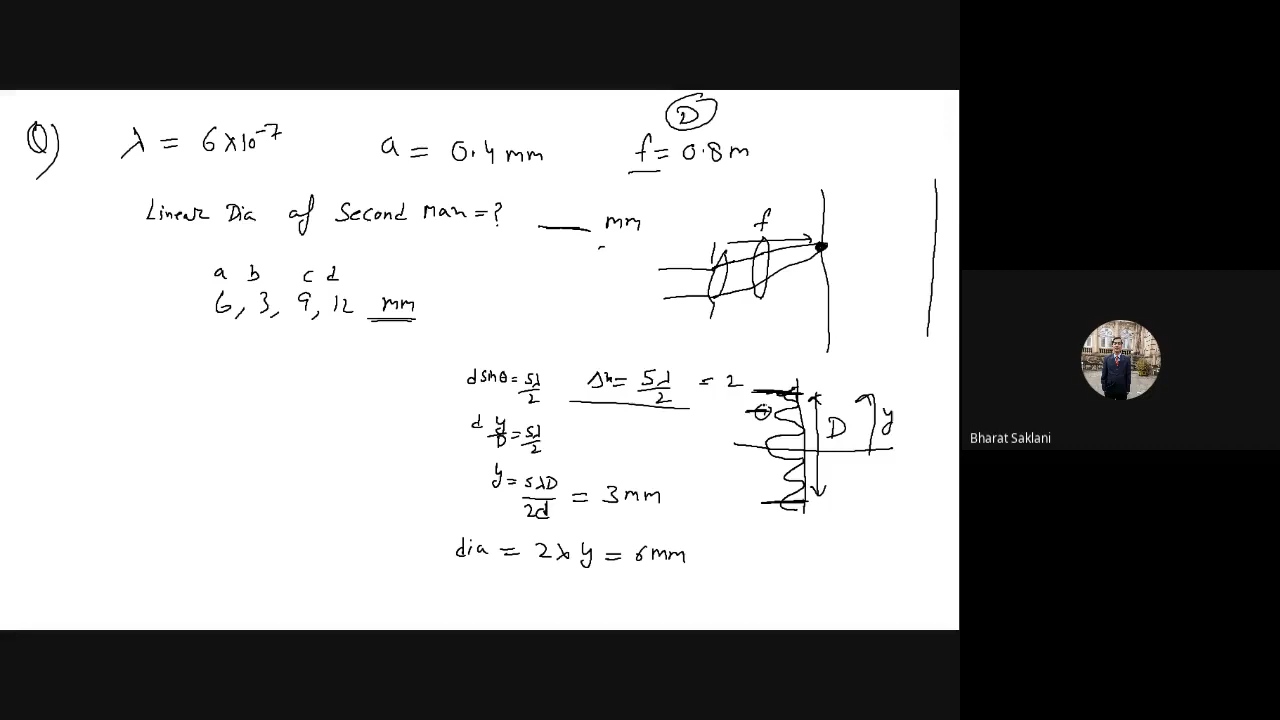 Q) λ = 6×10⁻⁷ a = 0.4 mm f = 0.8 m
D
Linear Dia of Second Max = ? ____ mm
a b c d
6, 3, 9, 12 mm
f
d sinθ = 5λ/2 Δx = 5λ/2 = 2
d y/D = 5λ/2
D y
y = 5λD/2d = 3 mm
dia = 2 × y = 6 mm
Bharat Saklani